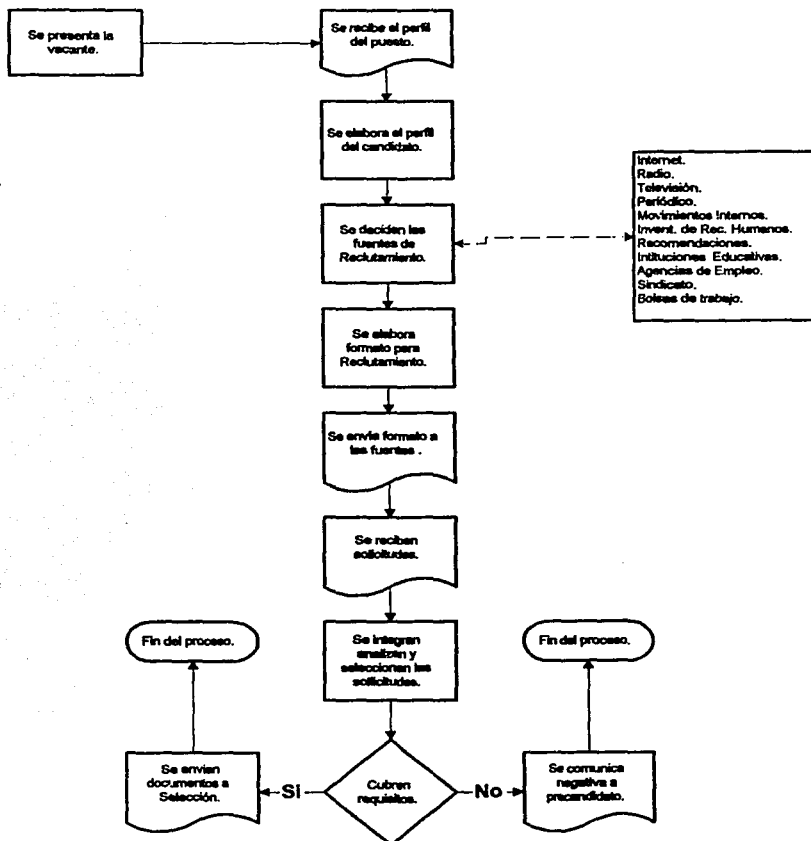 Se presenta la
vacante.
Se recibe el perfil
del puesto.
Se elabora el perfil
del candidato.
Se deciden las
fuentes de
Reclutamiento.
Internet.
Radio.
Televisión.
Periódico.
Movimientos Internos.
Invent. de Rec. Humanos.
Recomendaciones.
Intituciones Educativas.
Agencias de Empleo.
Sindicato.
Bolsas de trabajo.
Se elabora
formato para
Reclutamiento.
Se envía formato a
las fuentes .
Se reciben
solicitudes.
Se integran
analizan y
seleccionan las
solicitudes.
Fin del proceso.
Fin del proceso.
Se envien
documentos a
Selección.
Si
Cubren
requisitos.
No
Se comunica
negativa a
precandidato.